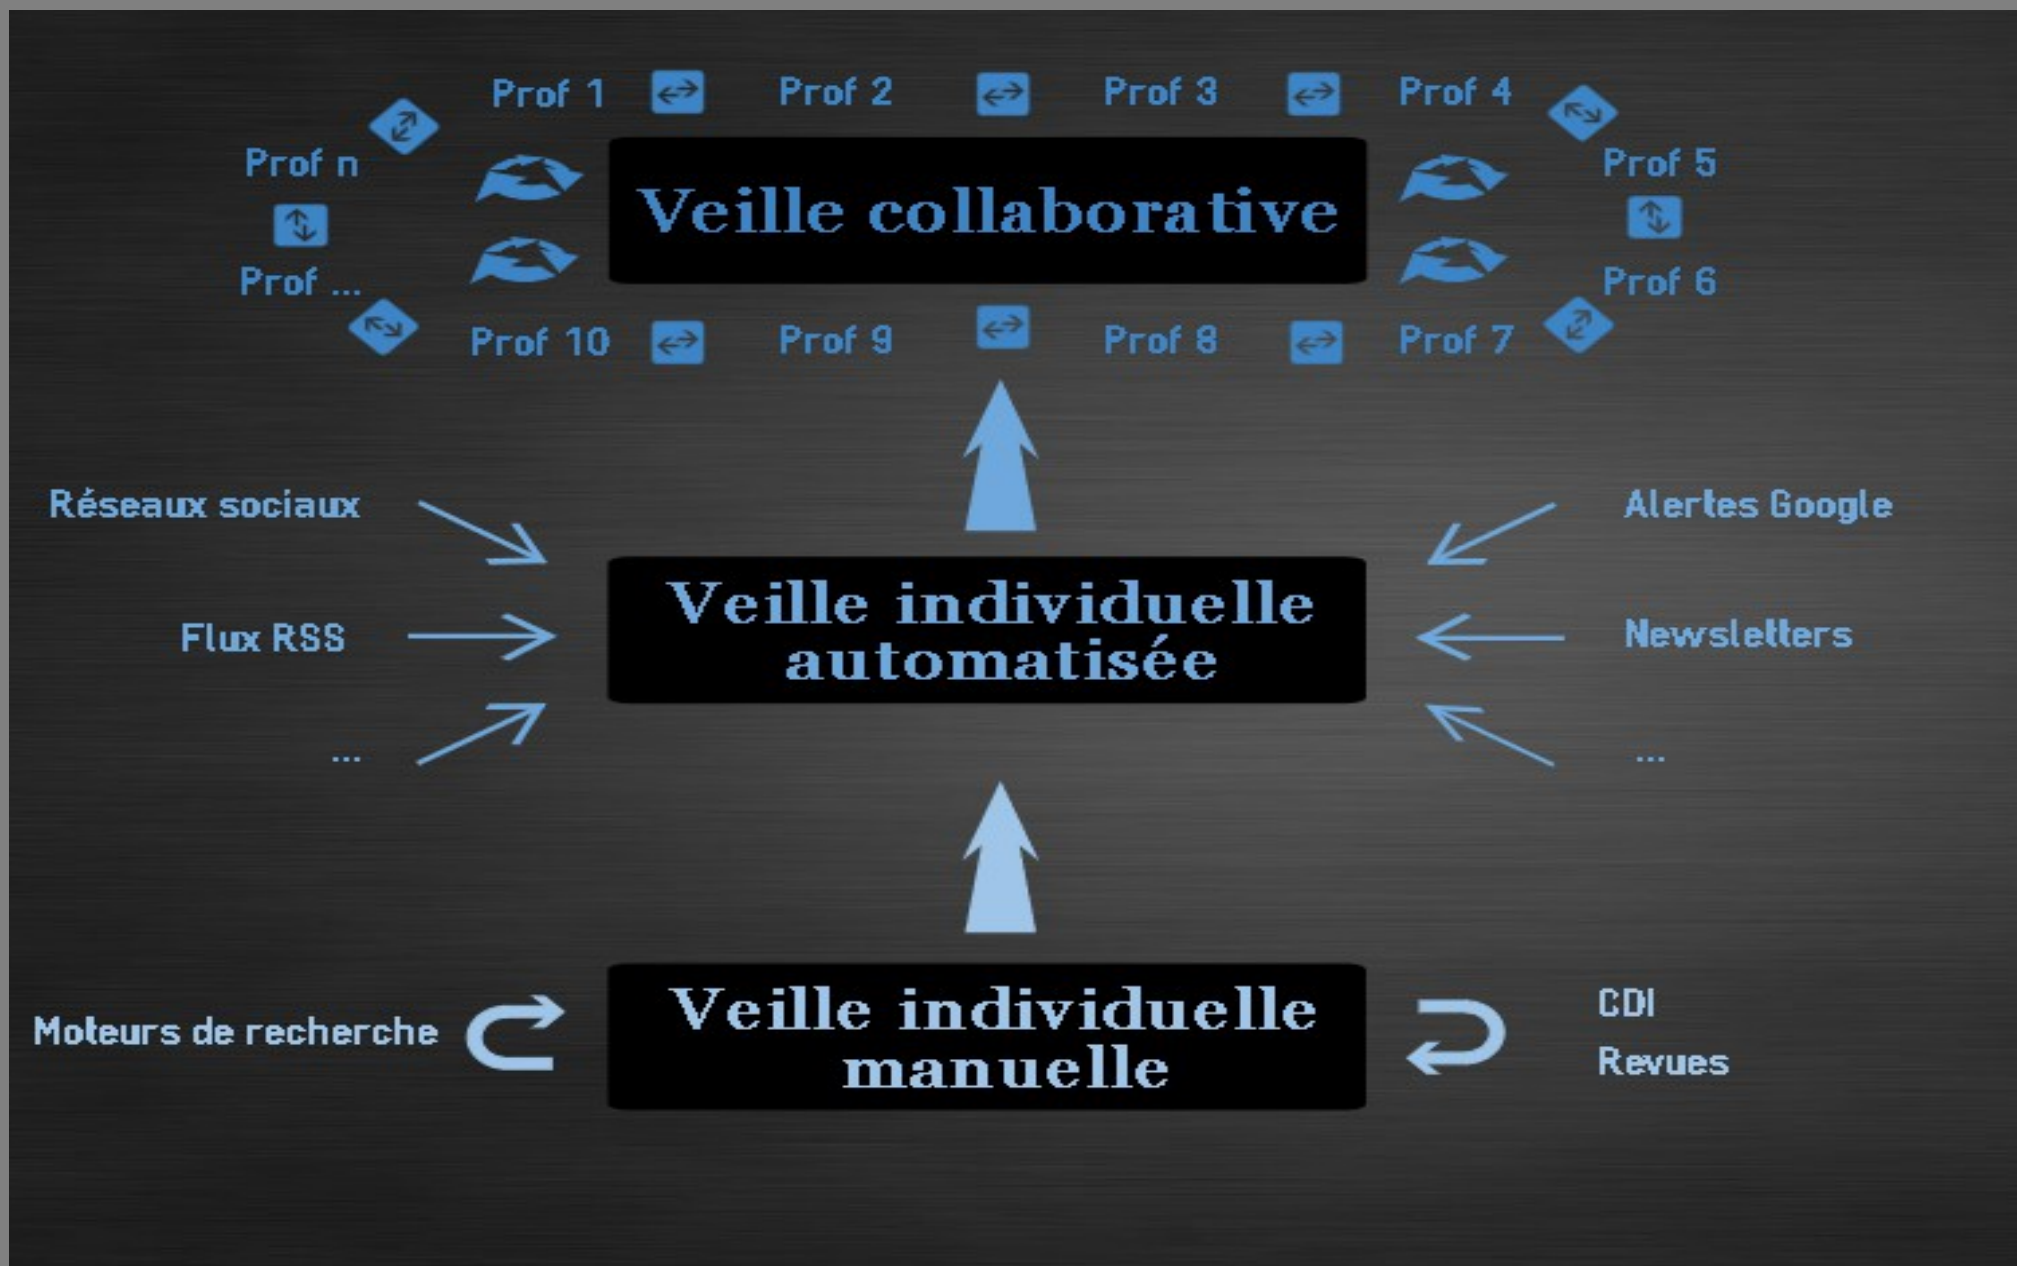 Prof 1
Prof 2
Prof 3
Prof 4
Prof n
Prof 5
Veille collaborative
Prof ...
Prof 6
Prof 10
Prof 9
Prof 8
Prof 7
Réseaux sociaux
Alertes Google
Veille individuelle
automatisée
Flux RSS
Newsletters
...
...
Veille individuelle
manuelle
Moteurs de recherche
CDI
Revues